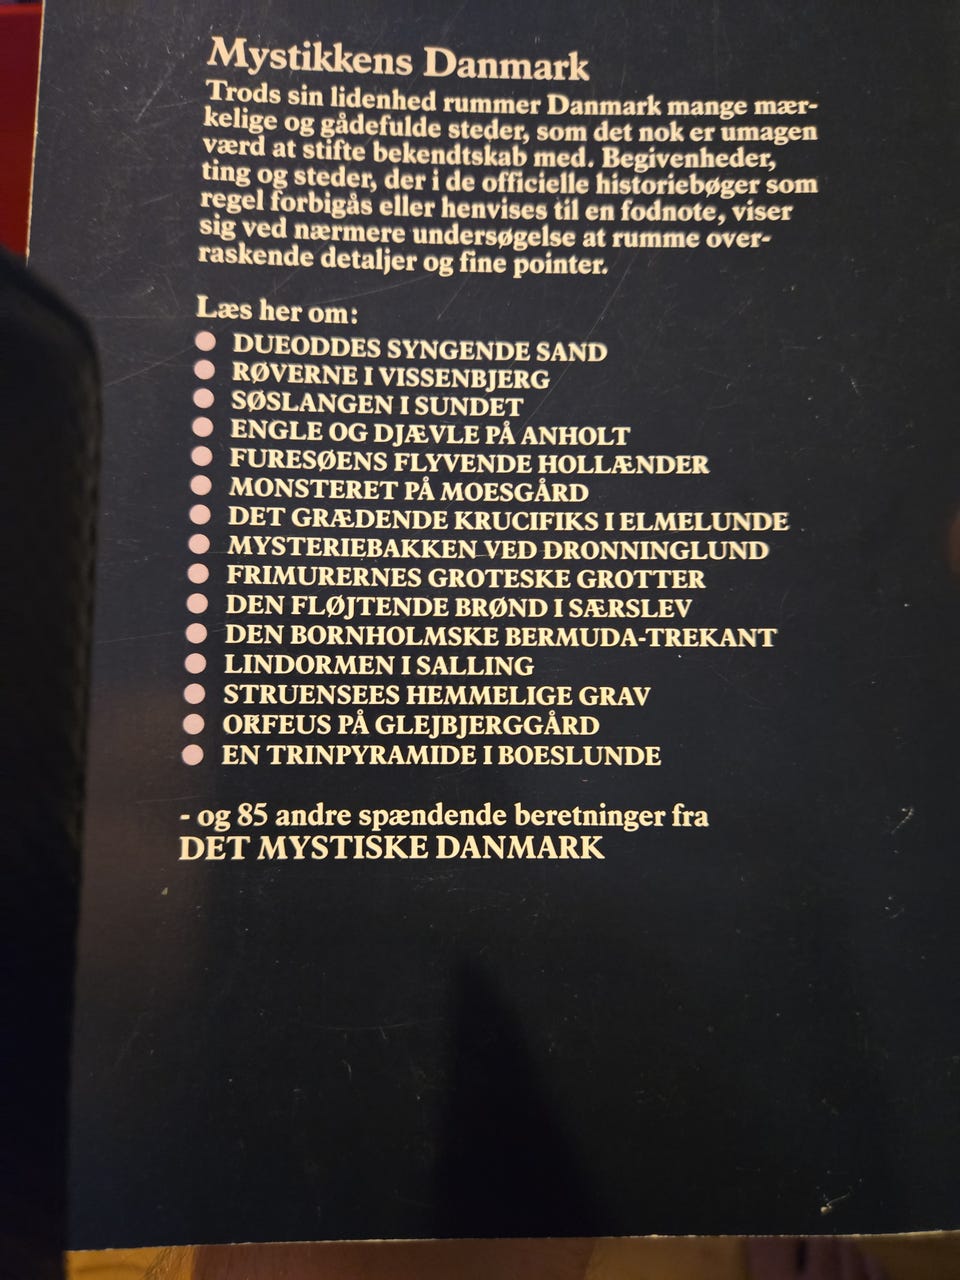 Mystikkens Danmark
Trods sin lidenhed rummer Danmark mange mær-
kelige og gådefulde steder, som det nok er umagen
værd at stifte bekendtskab med. Begivenheder,
ting og steder, der i de officielle historiebøger som
regel forbigås eller henvises til en fodnote, viser
sig ved nærmere undersøgelse at rumme over-
raskende detaljer og fine pointer.
Læs her om:
● DUEODDES SYNGENDE SAND
● RØVERNE I VISSENBJERG
● SØSLANGEN I SUNDET
● ENGLE OG DJÆVLE PÅ ANHOLT
● FURESØENS FLYVENDE HOLLÆNDER
● MONSTERET PÅ MOESGÅRD
● DET GRÆDENDE KRUCIFIKS I ELMELUNDE
● MYSTERIEBAKKEN VED DRONNINGLUND
● FRIMURERNES GROTESKE GROTTER
● DEN FLØJTENDE BRØND I SÆRSLEV
● DEN BORNHOLMSKE BERMUDA-TREKANT
● LINDORMEN I SALLING
● STRUENSEES HEMMELIGE GRAV
● ORFEUS PÅ GLEJBJERGGÅRD
● EN TRINPYRAMIDE I BOESLUNDE
- og 85 andre spændende beretninger fra
DET MYSTISKE DANMARK